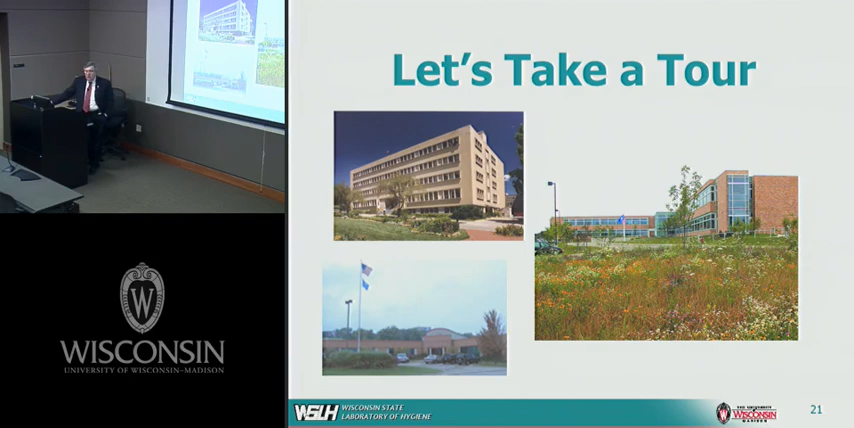 Let's Take a Tour
W
WISCONSIN
UNIVERSITY OF WISCONSIN–MADISON
WSLH
WISCONSIN STATE
LABORATORY OF HYGIENE
THE UNIVERSITY
WISCONSIN
MADISON
21